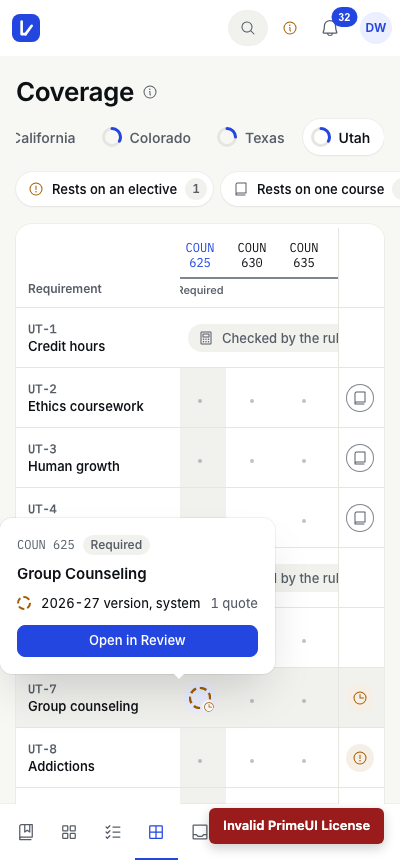 32
DW
Coverage
California
Colorado
Texas
Utah
Rests on an elective 1
Rests on one course
COUN 625
COUN 630
COUN 635
Requirement
Required
UT-1
Credit hours
Checked by the rul
UT-2
Ethics coursework
UT-3
Human growth
UT-4
COUN 625 Required
Group Counseling
2026-27 version, system 1 quote
Open in Review
l by the rul
UT-7
Group counseling
UT-8
Addictions
Invalid PrimeUI License